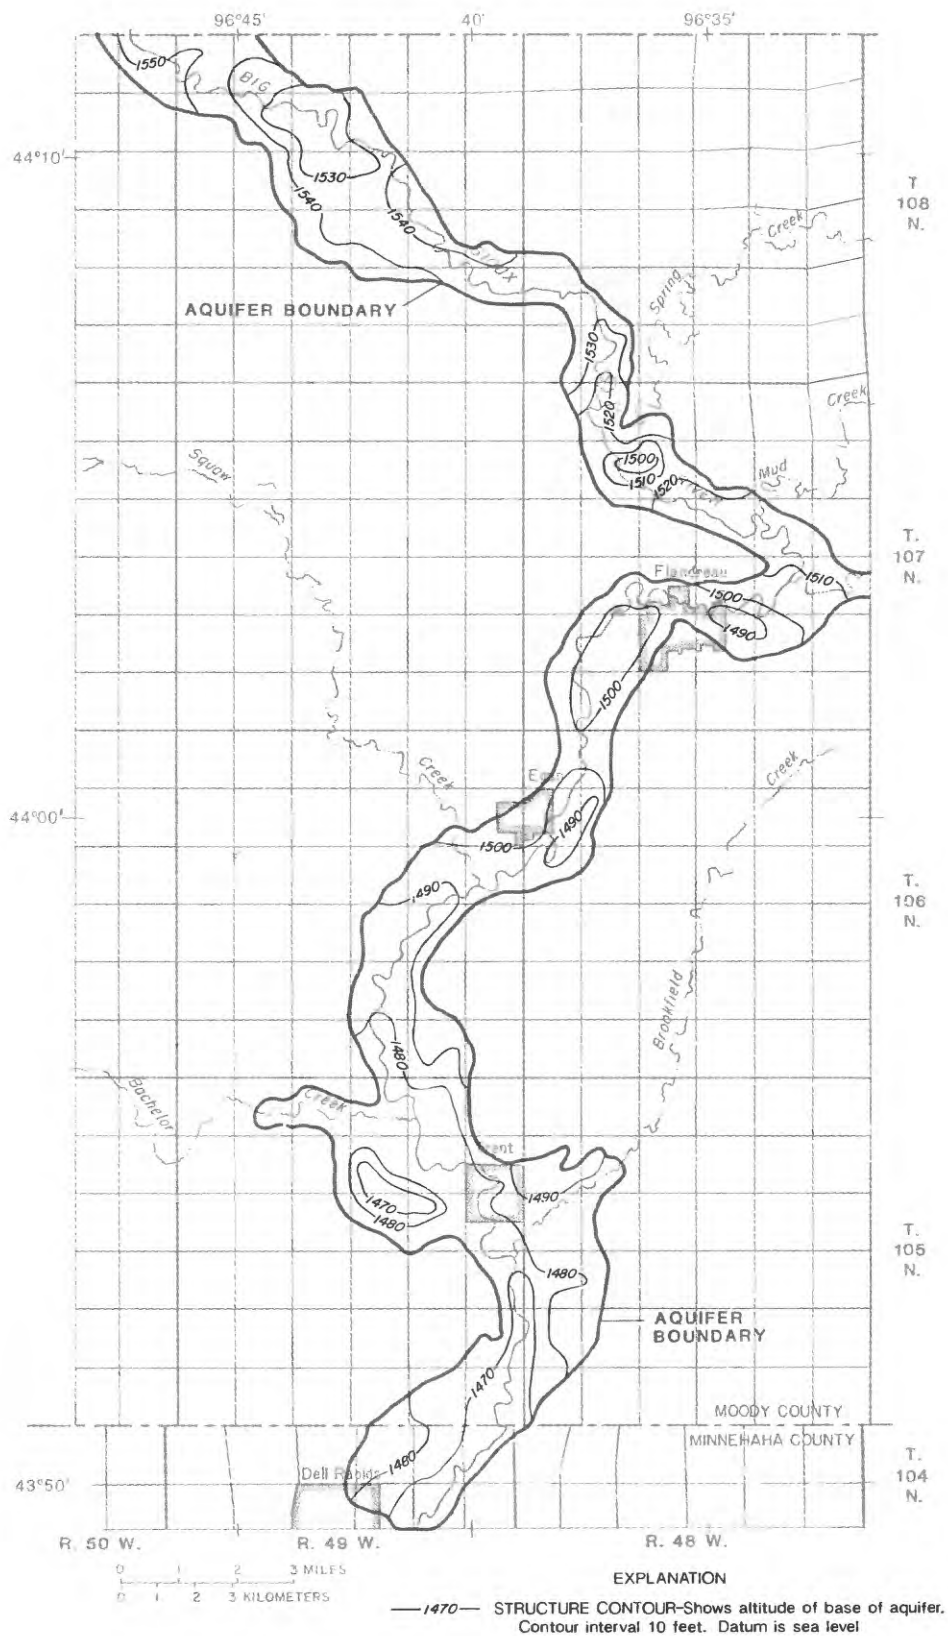 96°45' 40' 96°35'
1550
BIG
44°10'
1530
1540
1540
SIOUX
T
108
N.
Creek
Spring
AQUIFER BOUNDARY
1530
1520
Creek
Squaw
1500
1510
1520
Mud
T.
107
N.
Flandreau
1510
1500
1490
1500
Creek
Creek
Egan
44°00'
1490
1500
1490
T.
106
N.
Brookfield
1480
Bachelor
Creek
Trent
1490
1470
1480
T.
105
N.
1480
AQUIFER
BOUNDARY
1470
MOODY COUNTY
MINNEHAHA COUNTY
1480
Dell Rapids
43°50'
T.
104
N.
R. 50 W. R. 49 W. R. 48 W.
0 1 2 3 MILES
0 1 2 3 KILOMETERS
EXPLANATION
—1470— STRUCTURE CONTOUR-Shows altitude of base of aquifer.
Contour interval 10 feet. Datum is sea level